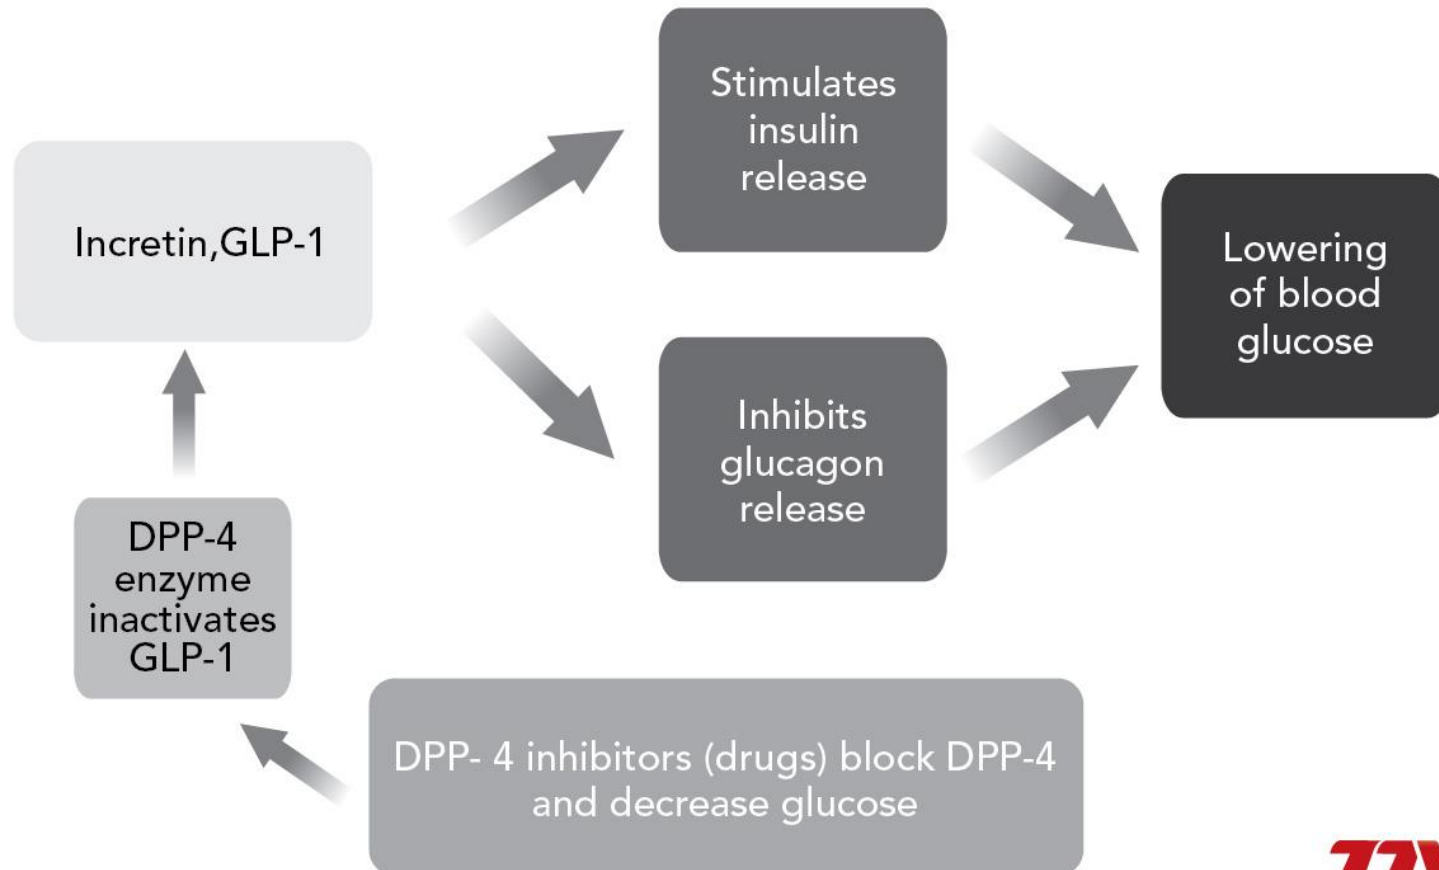 Stimulates
insulin
release
Incretin,GLP-1
Lowering
of blood
glucose
Inhibits
glucagon
release
DPP-4
enzyme
inactivates
GLP-1
DPP- 4 inhibitors (drugs) block DPP-4
and decrease glucose